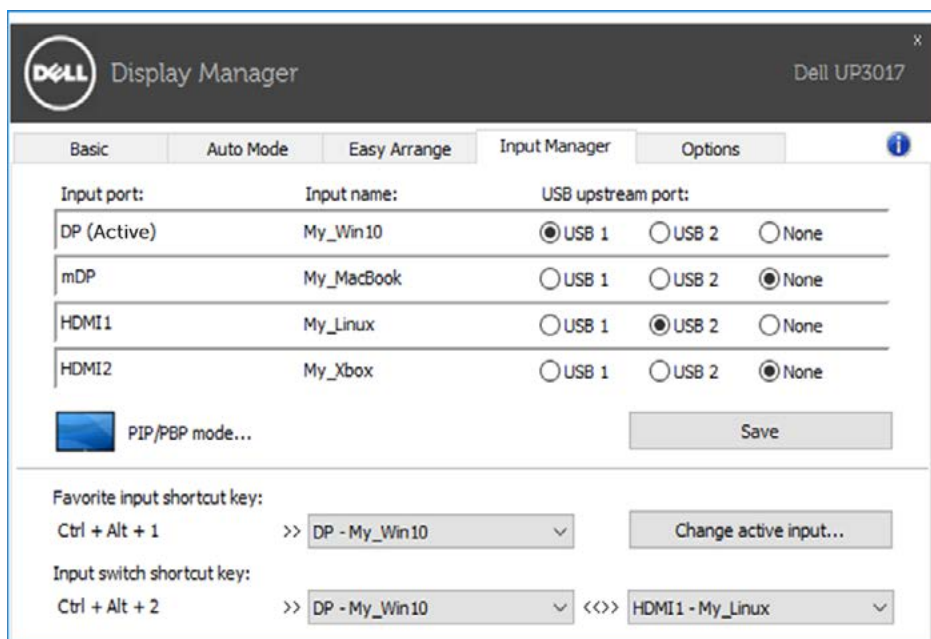 x
DELL Display Manager Dell UP3017
Basic Auto Mode Easy Arrange Input Manager Options i
Input port: Input name: USB upstream port:
DP (Active) My_Win10 USB 1 USB 2 None
mDP My_MacBook USB 1 USB 2 None
HDMI1 My_Linux USB 1 USB 2 None
HDMI2 My_Xbox USB 1 USB 2 None
PIP/PBP mode... Save
Favorite input shortcut key:
Ctrl + Alt + 1 >> DP - My_Win10 Change active input...
Input switch shortcut key:
Ctrl + Alt + 2 >> DP - My_Win10 <<>> HDMI1 - My_Linux